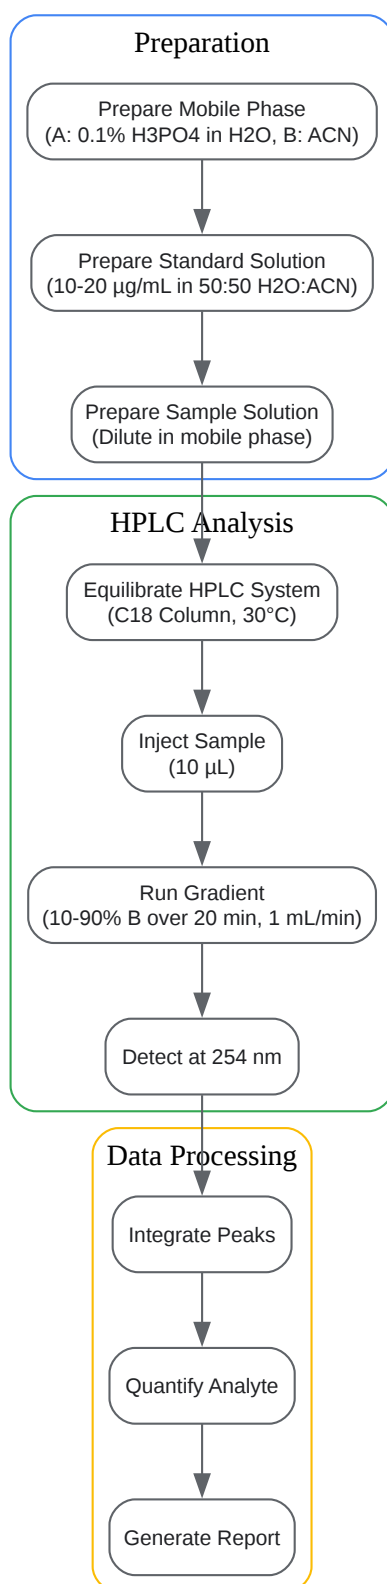 Preparation
Prepare Mobile Phase
(A: 0.1% H3PO4 in H2O, B: ACN)
Prepare Standard Solution
(10-20 µg/mL in 50:50 H2O:ACN)
Prepare Sample Solution
(Dilute in mobile phase)
HPLC Analysis
Equilibrate HPLC System
(C18 Column, 30°C)
Inject Sample
(10 µL)
Run Gradient
(10-90% B over 20 min, 1 mL/min)
Detect at 254 nm
Data Processing
Integrate Peaks
Quantify Analyte
Generate Report